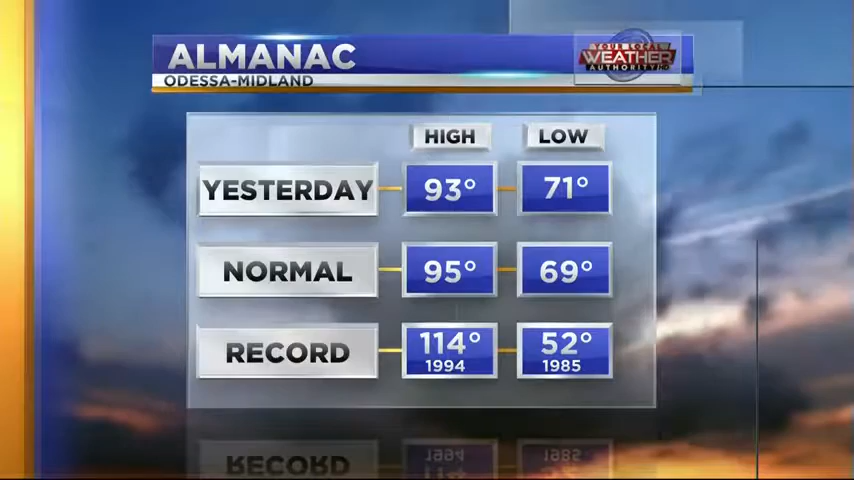 ALMANAC
ODESSA-MIDLAND
YOUR LOCAL
WEATHER
AUTHORITY
HIGH LOW
YESTERDAY 93° 71°
NORMAL 95° 69°
RECORD 114° 52°
1994 1985